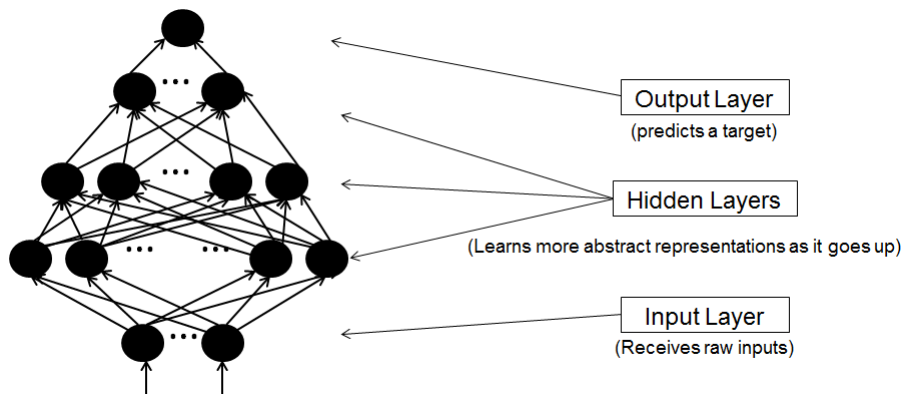 Output Layer
(predicts a target)
Hidden Layers
(Learns more abstract representations as it goes up)
Input Layer
(Receives raw inputs)